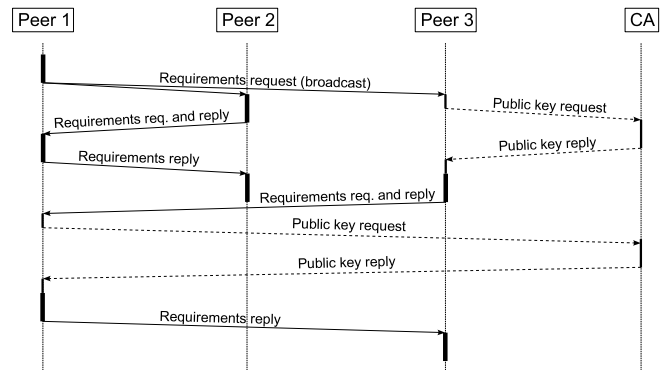 Peer 1
Peer 2
Peer 3
CA
Requirements request (broadcast)
Public key request
Requirements req. and reply
Public key reply
Requirements reply
Requirements req. and reply
Public key request
Public key reply
Requirements reply